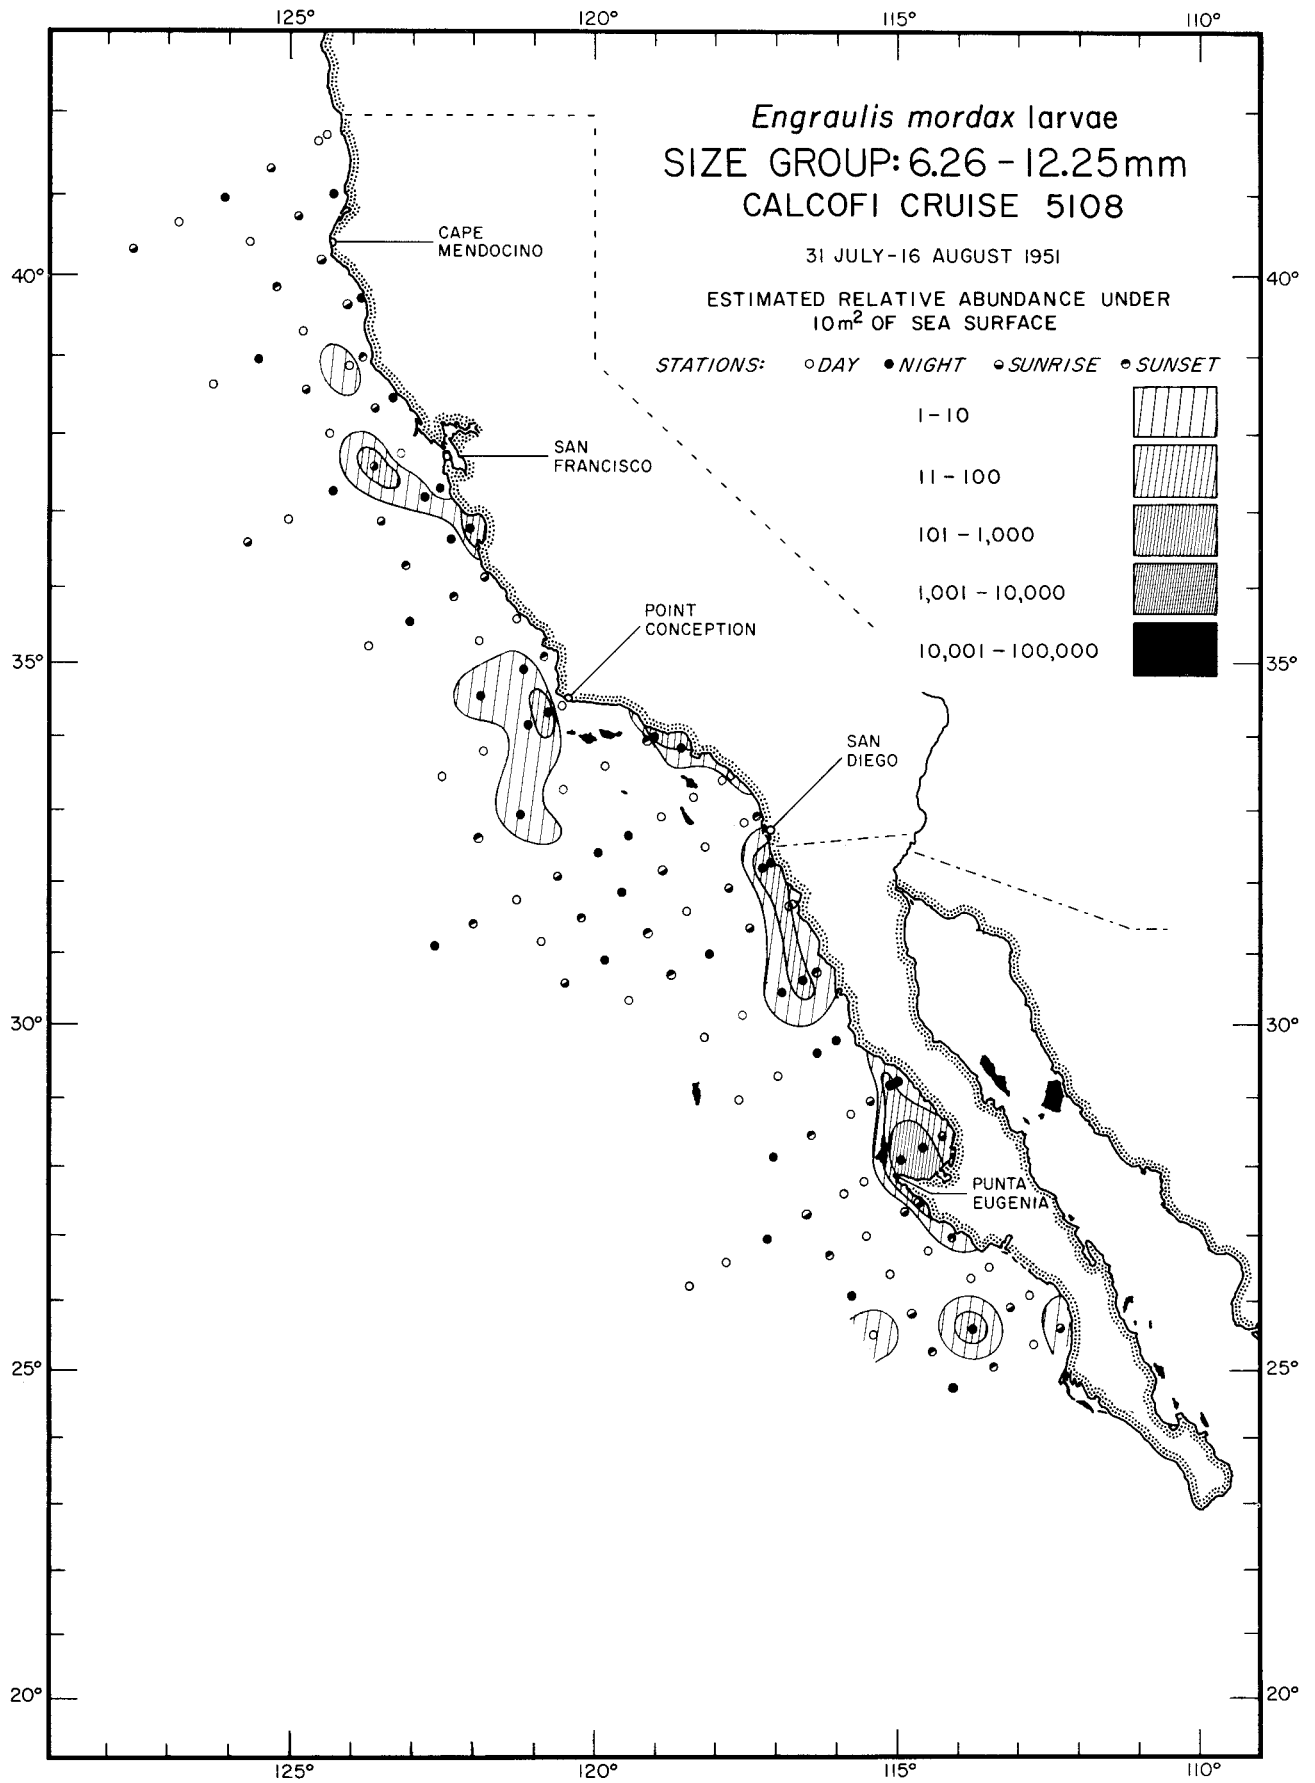 125° 120° 115° 110°
Engraulis mordax larvae
SIZE GROUP: 6.26 - 12.25mm
CALCOFI CRUISE 5108
31 JULY-16 AUGUST 1951
ESTIMATED RELATIVE ABUNDANCE UNDER
10m² OF SEA SURFACE
STATIONS: DAY NIGHT SUNRISE SUNSET
1-10
11-100
101-1,000
1,001-10,000
10,001-100,000
CAPE
MENDOCINO
40° 40°
SAN
FRANCISCO
POINT
CONCEPTION
35° 35°
SAN
DIEGO
30° 30°
PUNTA
EUGENIA
25° 25°
20° 20°
125° 120° 115° 110°